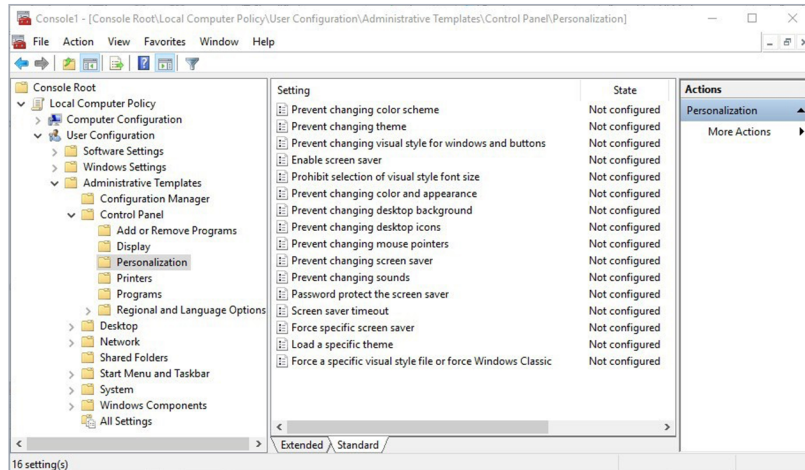 Console1 - [Console Root\Local Computer Policy\User Configuration\Administrative Templates\Control Panel\Personalization]
File Action View Favorites Window Help
Console Root
Local Computer Policy
Computer Configuration
User Configuration
Software Settings
Windows Settings
Administrative Templates
Configuration Manager
Control Panel
Add or Remove Programs
Display
Personalization
Printers
Programs
Regional and Language Options
Desktop
Network
Shared Folders
Start Menu and Taskbar
System
Windows Components
All Settings
Setting State
Prevent changing color scheme Not configured
Prevent changing theme Not configured
Prevent changing visual style for windows and buttons Not configured
Enable screen saver Not configured
Prohibit selection of visual style font size Not configured
Prevent changing color and appearance Not configured
Prevent changing desktop background Not configured
Prevent changing desktop icons Not configured
Prevent changing mouse pointers Not configured
Prevent changing screen saver Not configured
Prevent changing sounds Not configured
Password protect the screen saver Not configured
Screen saver timeout Not configured
Force specific screen saver Not configured
Load a specific theme Not configured
Force a specific visual style file or force Windows Classic Not configured
Extended Standard
Actions
Personalization
More Actions
16 setting(s)